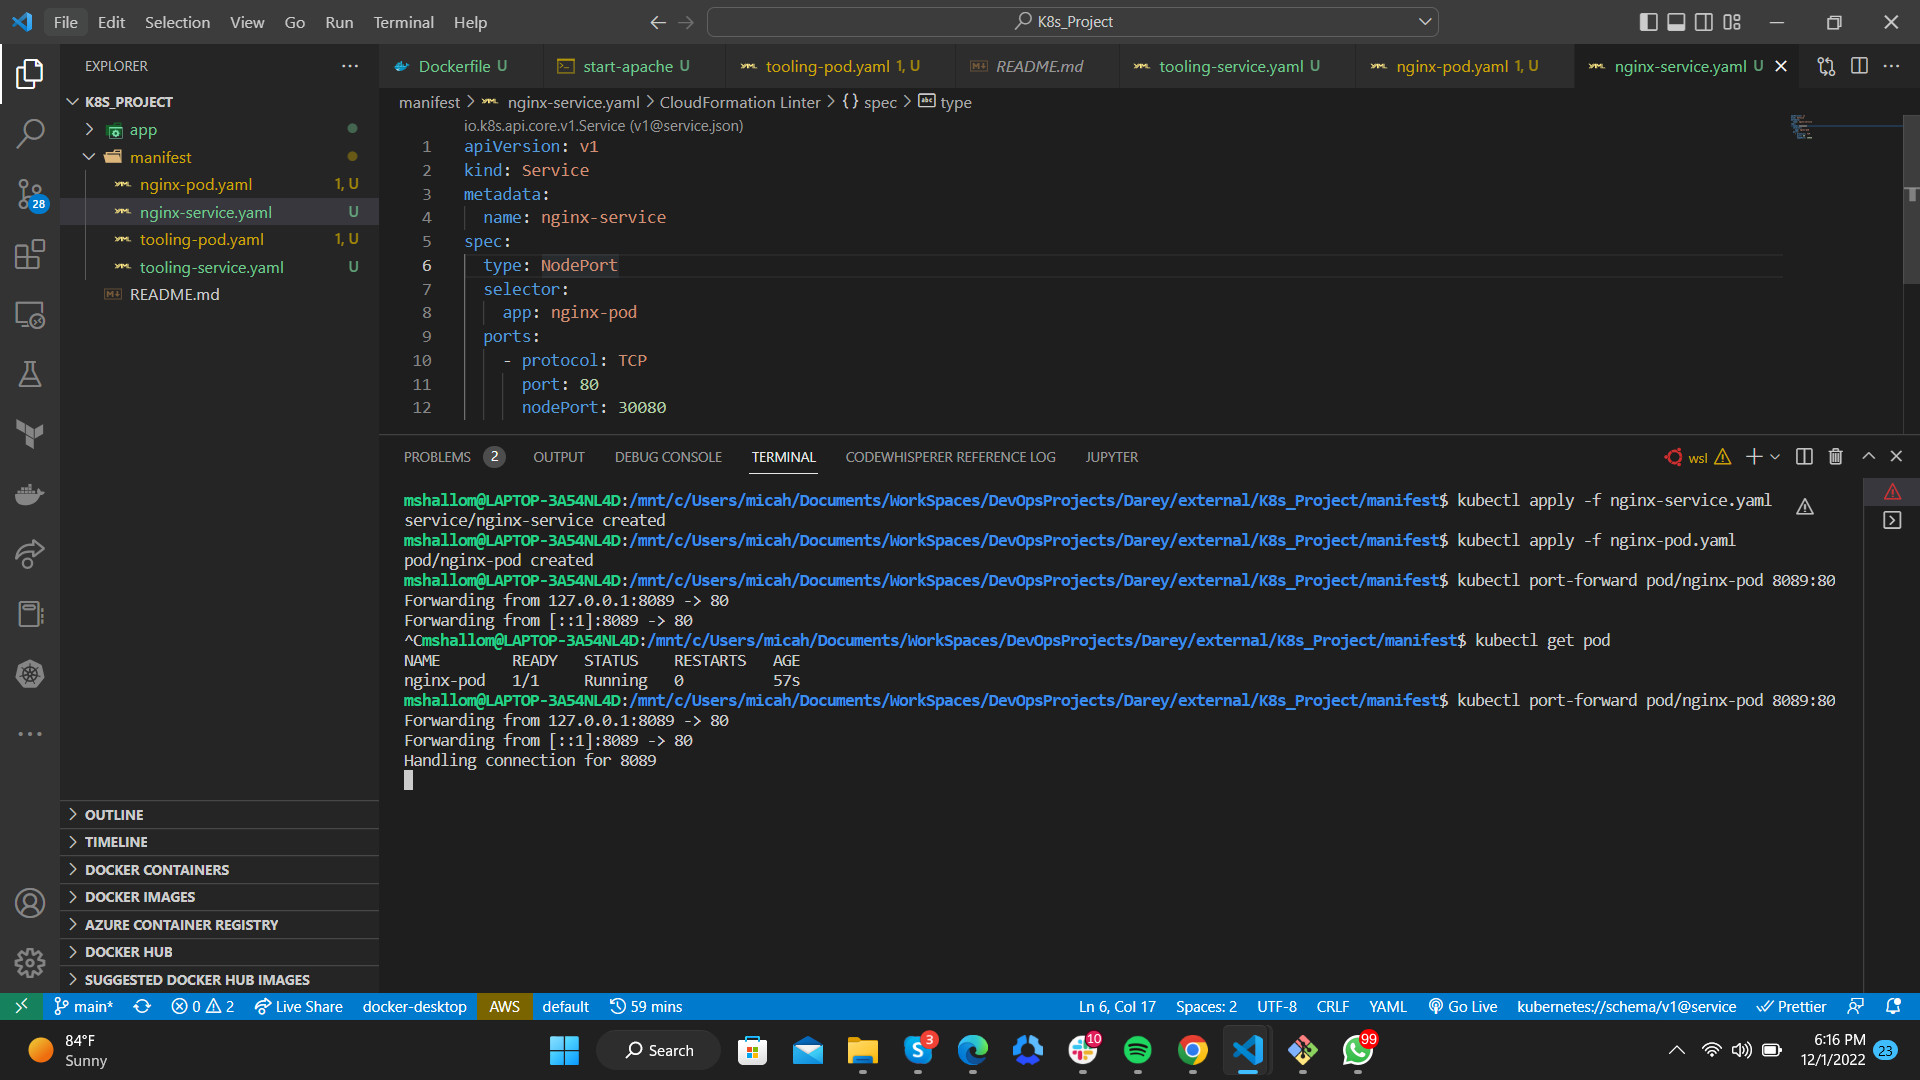 File Edit Selection View Go Run Terminal Help
K8s_Project
EXPLORER
Dockerfile U
start-apache U
tooling-pod.yaml 1, U
README.md
tooling-service.yaml U
nginx-pod.yaml 1, U
nginx-service.yaml U
K8S_PROJECT
app
manifest
nginx-pod.yaml 1, U
nginx-service.yaml U
tooling-pod.yaml 1, U
tooling-service.yaml U
README.md
28
manifest > nginx-service.yaml > CloudFormation Linter > {} spec > type
io.k8s.api.core.v1.Service (v1@service.json)
1 apiVersion: v1
2 kind: Service
3 metadata:
4 name: nginx-service
5 spec:
6 type: NodePort
7 selector:
8 app: nginx-pod
9 ports:
10 - protocol: TCP
11 port: 80
12 nodePort: 30080
PROBLEMS 2 OUTPUT DEBUG CONSOLE TERMINAL CODEWHISPERER REFERENCE LOG JUPYTER
wsl
mshallom@LAPTOP-3A54NL4D:/mnt/c/Users/micah/Documents/WorkSpaces/DevOpsProjects/Darey/external/K8s_Project/manifest$ kubectl apply -f nginx-service.yaml
service/nginx-service created
mshallom@LAPTOP-3A54NL4D:/mnt/c/Users/micah/Documents/WorkSpaces/DevOpsProjects/Darey/external/K8s_Project/manifest$ kubectl apply -f nginx-pod.yaml
pod/nginx-pod created
mshallom@LAPTOP-3A54NL4D:/mnt/c/Users/micah/Documents/WorkSpaces/DevOpsProjects/Darey/external/K8s_Project/manifest$ kubectl port-forward pod/nginx-pod 8089:80
Forwarding from 127.0.0.1:8089 -> 80
Forwarding from [::1]:8089 -> 80
^Cmshallom@LAPTOP-3A54NL4D:/mnt/c/Users/micah/Documents/WorkSpaces/DevOpsProjects/Darey/external/K8s_Project/manifest$ kubectl get pod
NAME READY STATUS RESTARTS AGE
nginx-pod 1/1 Running 0 57s
mshallom@LAPTOP-3A54NL4D:/mnt/c/Users/micah/Documents/WorkSpaces/DevOpsProjects/Darey/external/K8s_Project/manifest$ kubectl port-forward pod/nginx-pod 8089:80
Forwarding from 127.0.0.1:8089 -> 80
Forwarding from [::1]:8089 -> 80
Handling connection for 8089
OUTLINE
TIMELINE
DOCKER CONTAINERS
DOCKER IMAGES
AZURE CONTAINER REGISTRY
DOCKER HUB
SUGGESTED DOCKER HUB IMAGES
main* 0 2 Live Share docker-desktop AWS default 59 mins
Ln 6, Col 17 Spaces: 2 UTF-8 CRLF YAML Go Live kubernetes://schema/v1@service Prettier
84°F
Sunny
Search
3
10
99
6:16 PM
12/1/2022
23